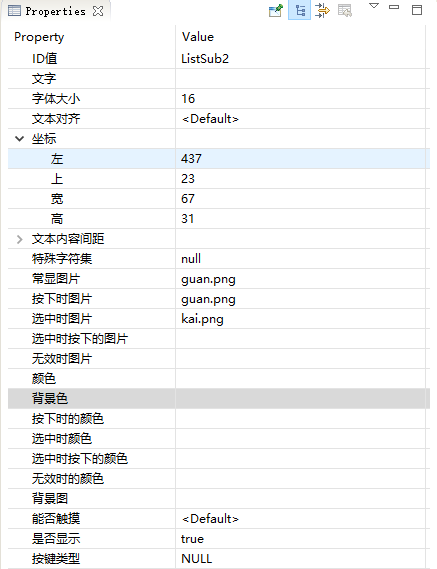 Properties
Property Value
ID值 ListSub2
文字
字体大小 16
文本对齐 <Default>
坐标
左 437
上 23
宽 67
高 31
文本内容间距
特殊字符集 null
常显图片 guan.png
按下时图片 guan.png
选中时图片 kai.png
选中时按下的图片
无效时图片
颜色
背景色
按下时的颜色
选中时颜色
选中时按下的颜色
无效时的颜色
背景图
能否触摸 <Default>
是否显示 true
按键类型 NULL